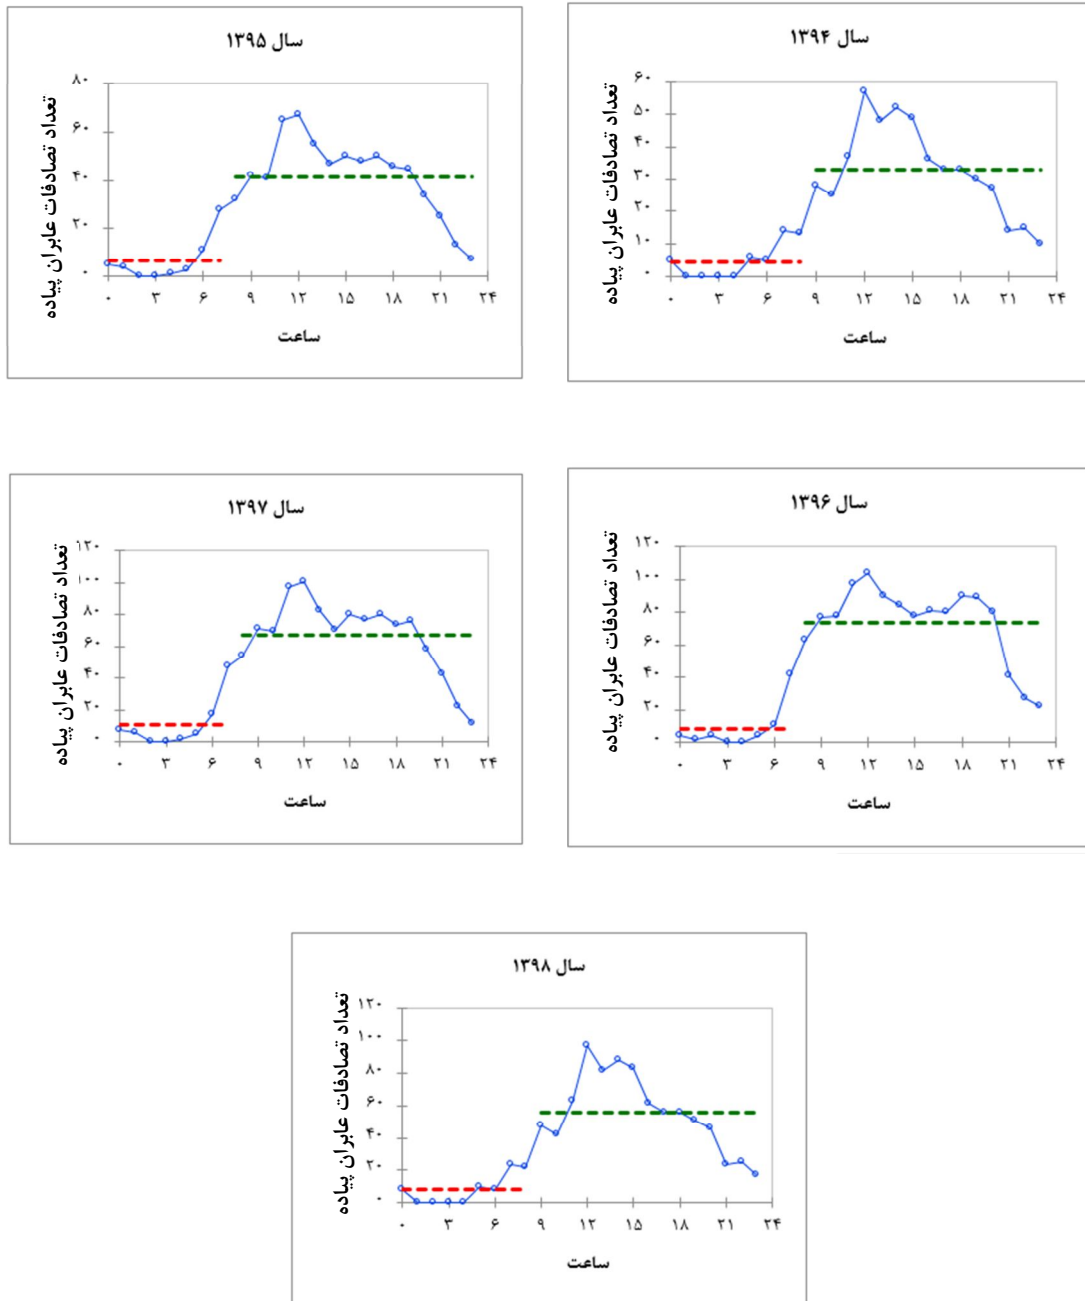 سال ۱۳۹۴
تعداد تصادفات عابران پیاده
۶۰
۵۰
۴۰
۳۰
۲۰
۱۰
۰
۰ ۳ ۶ ۹ ۱۲ ۱۵ ۱۸ ۲۱ ۲۴
ساعت
سال ۱۳۹۵
تعداد تصادفات عابران پیاده
۸۰
۶۰
۴۰
۲۰
۰
۰ ۳ ۶ ۹ ۱۲ ۱۵ ۱۸ ۲۱ ۲۴
ساعت
سال ۱۳۹۶
تعداد تصادفات عابران پیاده
۱۲۰
۱۰۰
۸۰
۶۰
۴۰
۲۰
۰
۰ ۳ ۶ ۹ ۱۲ ۱۵ ۱۸ ۲۱ ۲۴
ساعت
سال ۱۳۹۷
تعداد تصادفات عابران پیاده
۱۲۰
۱۰۰
۸۰
۶۰
۴۰
۲۰
۰
۰ ۳ ۶ ۹ ۱۲ ۱۵ ۱۸ ۲۱ ۲۴
ساعت
سال ۱۳۹۸
تعداد تصادفات عابران پیاده
۱۲۰
۱۰۰
۸۰
۶۰
۴۰
۲۰
۰
۰ ۳ ۶ ۹ ۱۲ ۱۵ ۱۸ ۲۱ ۲۴
ساعت